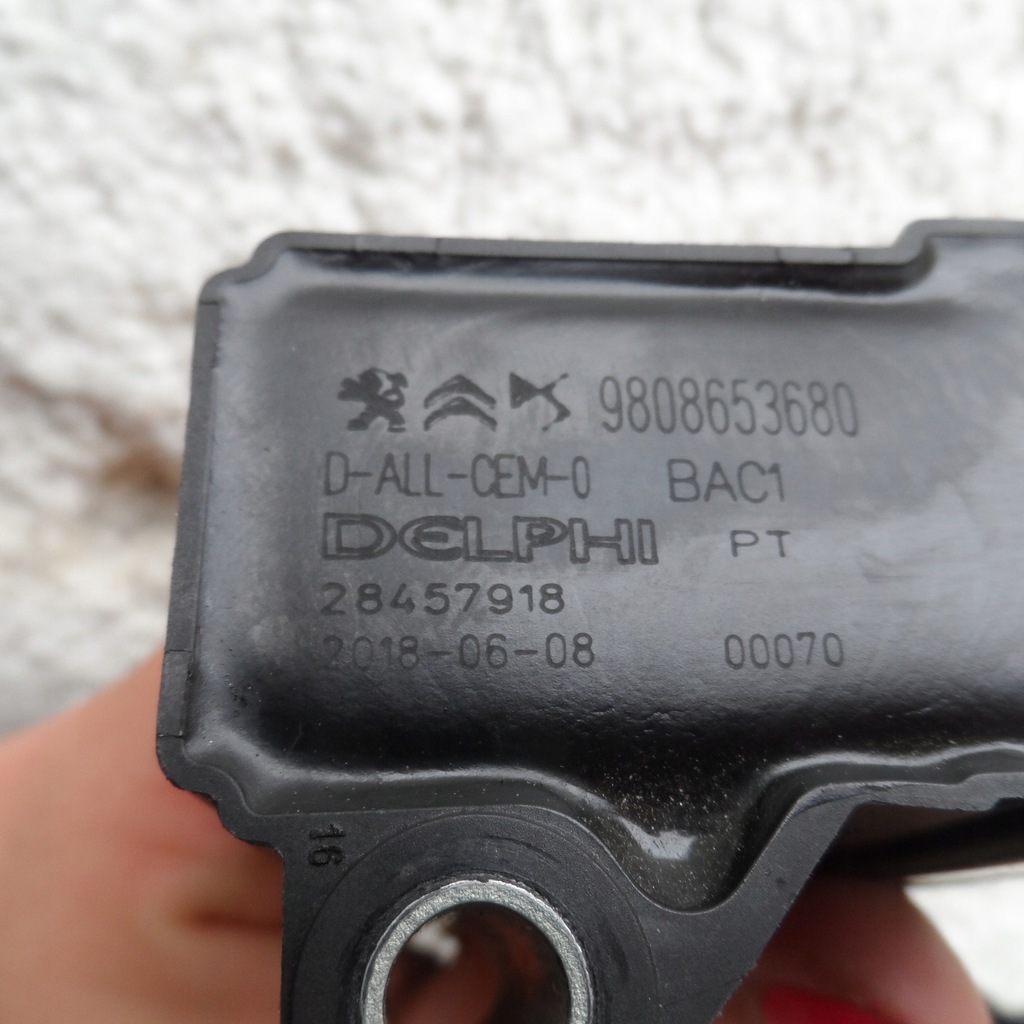 9808653680
D-ALL-CEM-0 BAC1
DELPHI PT
28457918
2018-06-08 00070
16